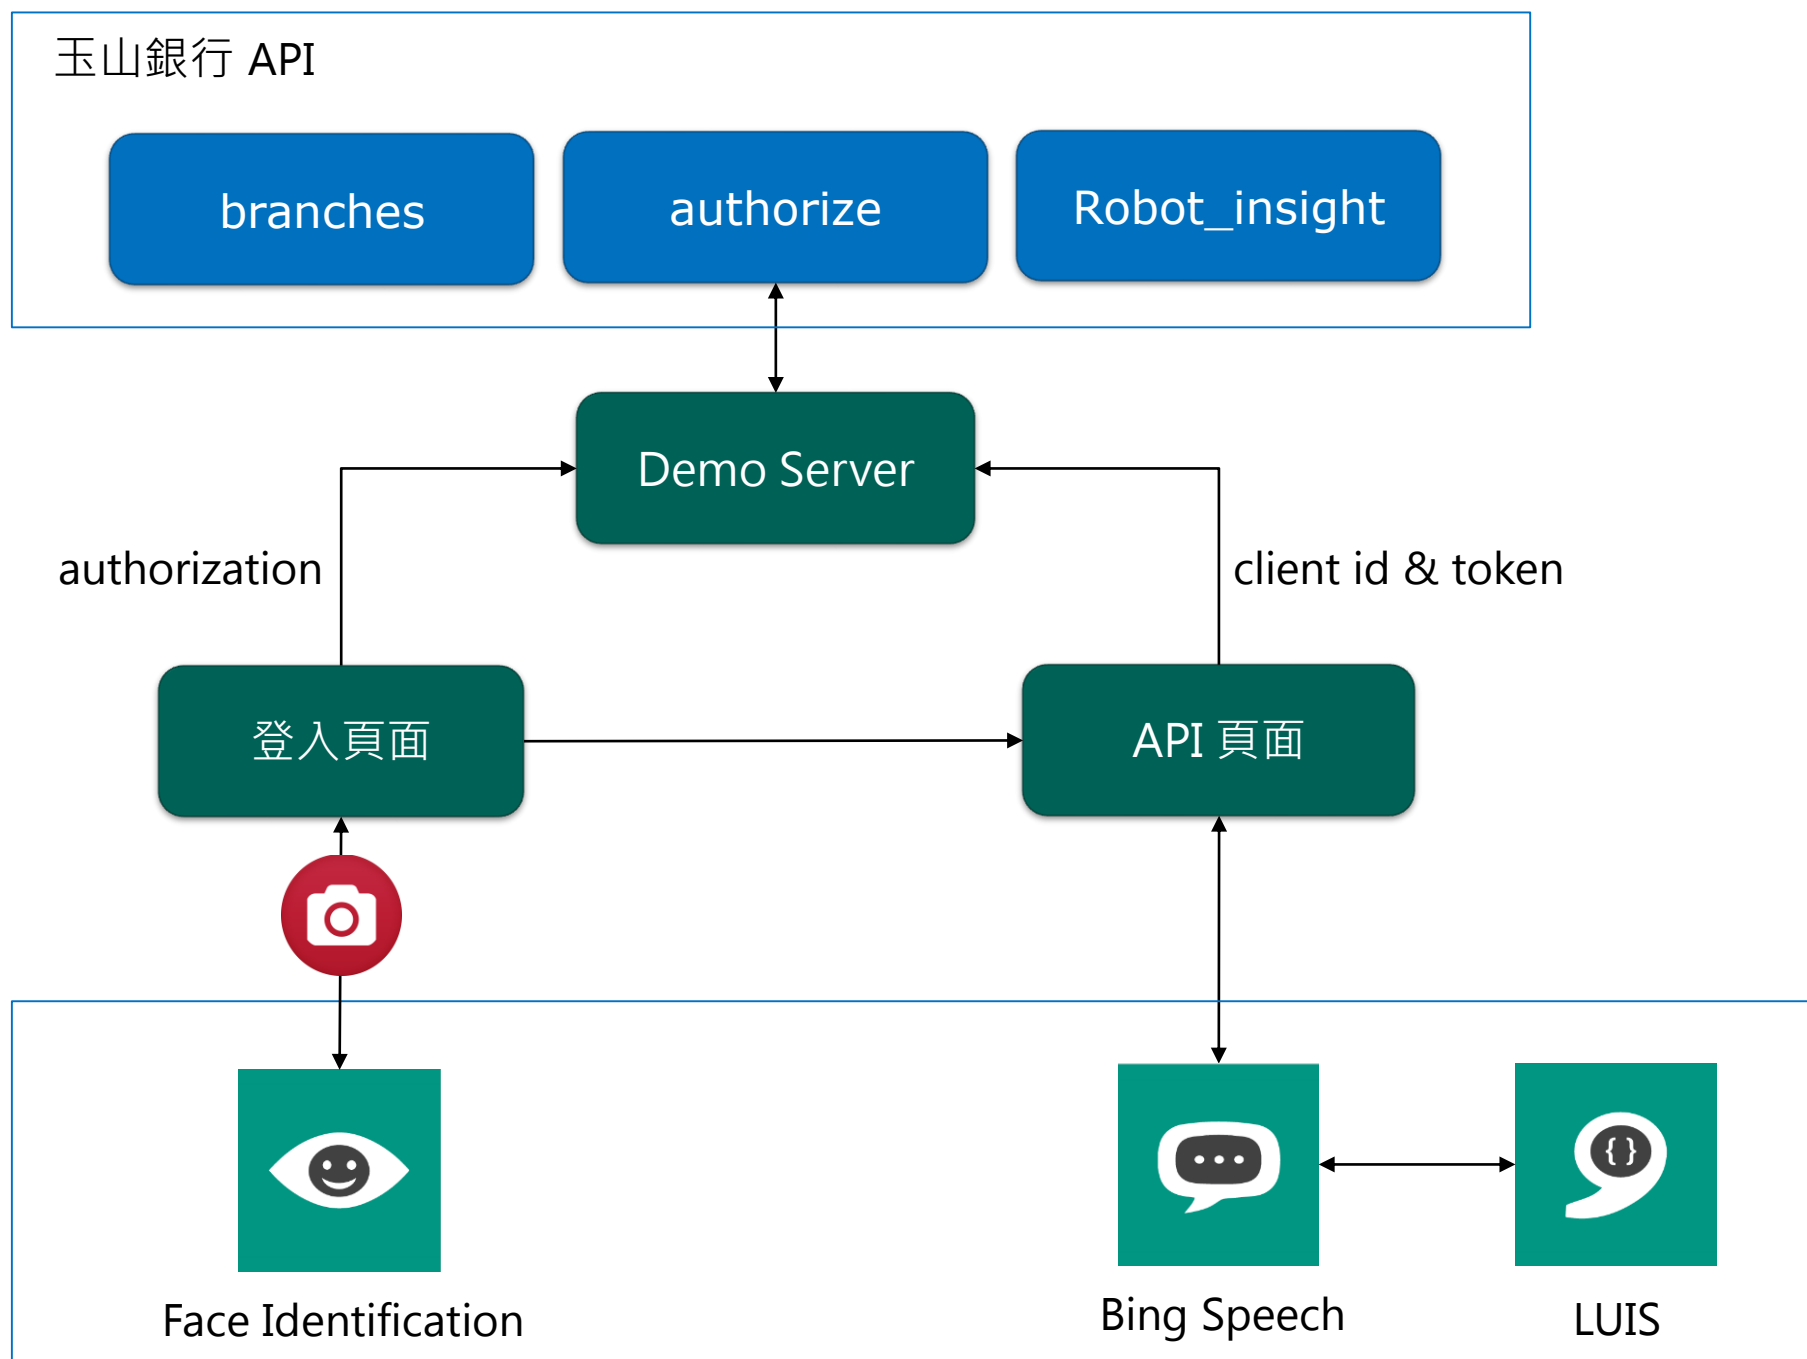 玉山銀行 API
branches
authorize
Robot_insight
Demo Server
authorization
client id & token
登入頁面
API 頁面
{ }
Face Identification
Bing Speech
LUIS